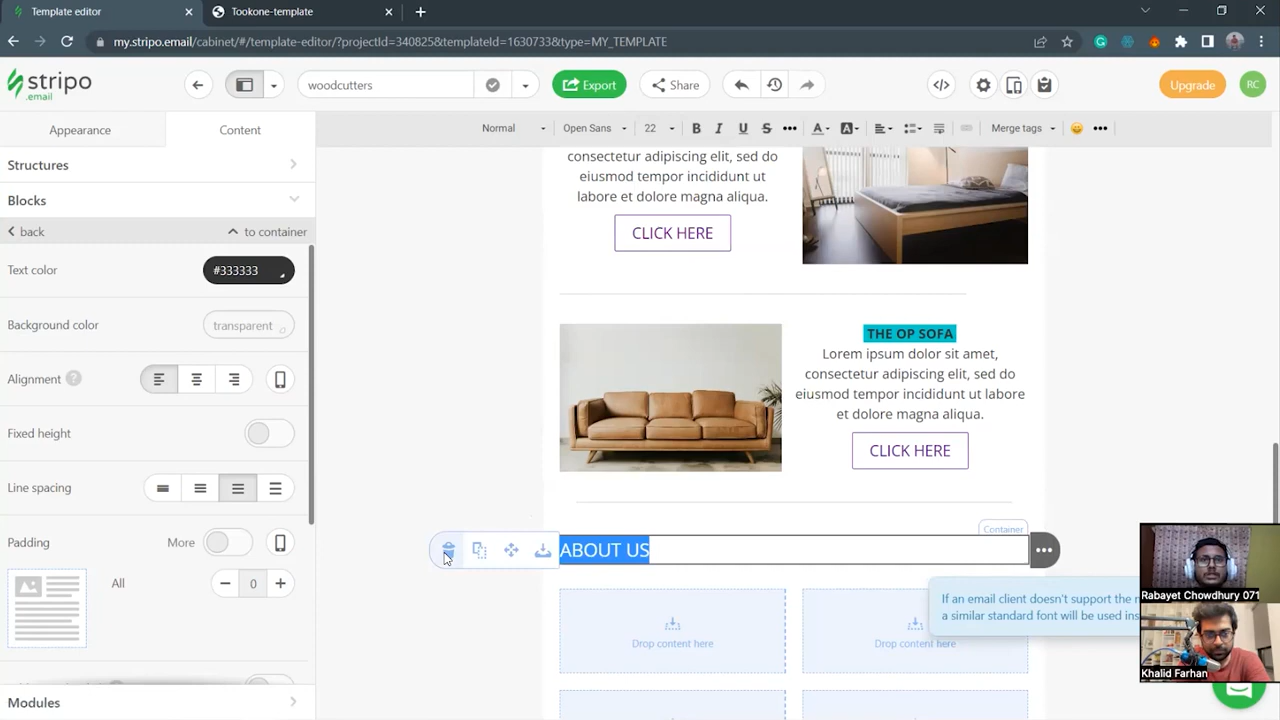 Template editor
Tookone-template
my.stripo.email/cabinet/#/template-editor/?projectId=340825&templateId=1630733&type=MY_TEMPLATE
stripo
.email
woodcutters
Export
Share
Upgrade
RC
Appearance
Content
Normal
Open Sans
22
B
I
U
S
A
A
Merge tags
Structures
Blocks
back
to container
Text color
#333333
Background color
transparent
Alignment
?
Fixed height
Line spacing
Padding
More
All
0
Modules
consectetur adipiscing elit, sed do
eiusmod tempor incididunt ut
labore et dolore magna aliqua.
CLICK HERE
THE OP SOFA
Lorem ipsum dolor sit amet,
consectetur adipiscing elit, sed do
eiusmod tempor incididunt ut labore
et dolore magna aliqua.
CLICK HERE
Container
ABOUT US
Drop content here
Drop content here
If an email client doesn't support the
a similar standard font will be used
Rabayet Chowdhury 071
Khalid Farhan